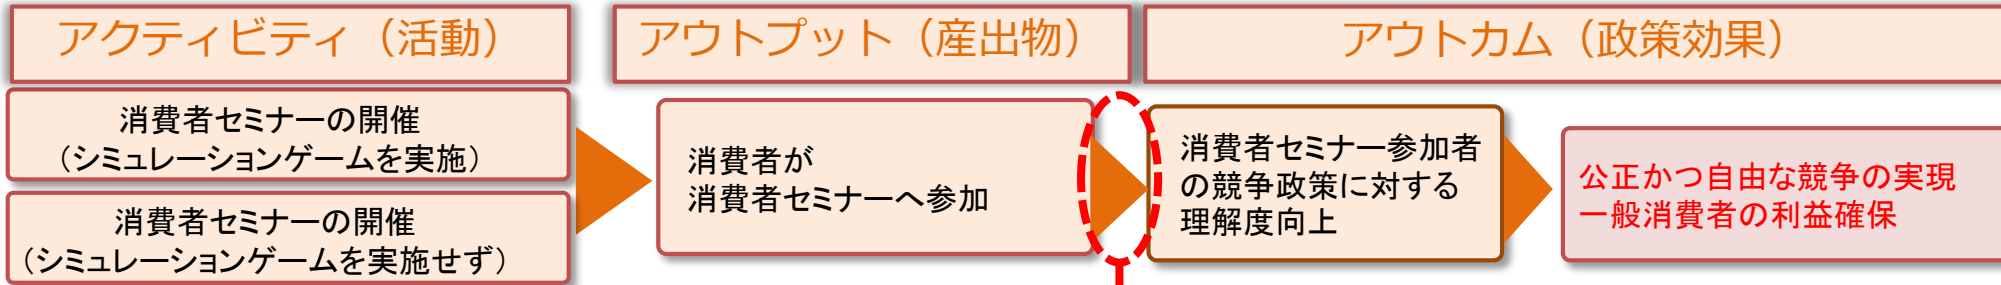 アクティビティ（活動）
アウトプット（産出物）
アウトカム（政策効果）
消費者セミナーの開催
（シミュレーションゲームを実施）
消費者セミナーの開催
（シミュレーションゲームを実施せず）
消費者が
消費者セミナーへ参加
消費者セミナー参加者
の競争政策に対する
理解度向上
公正かつ自由な競争の実現
一般消費者の利益確保